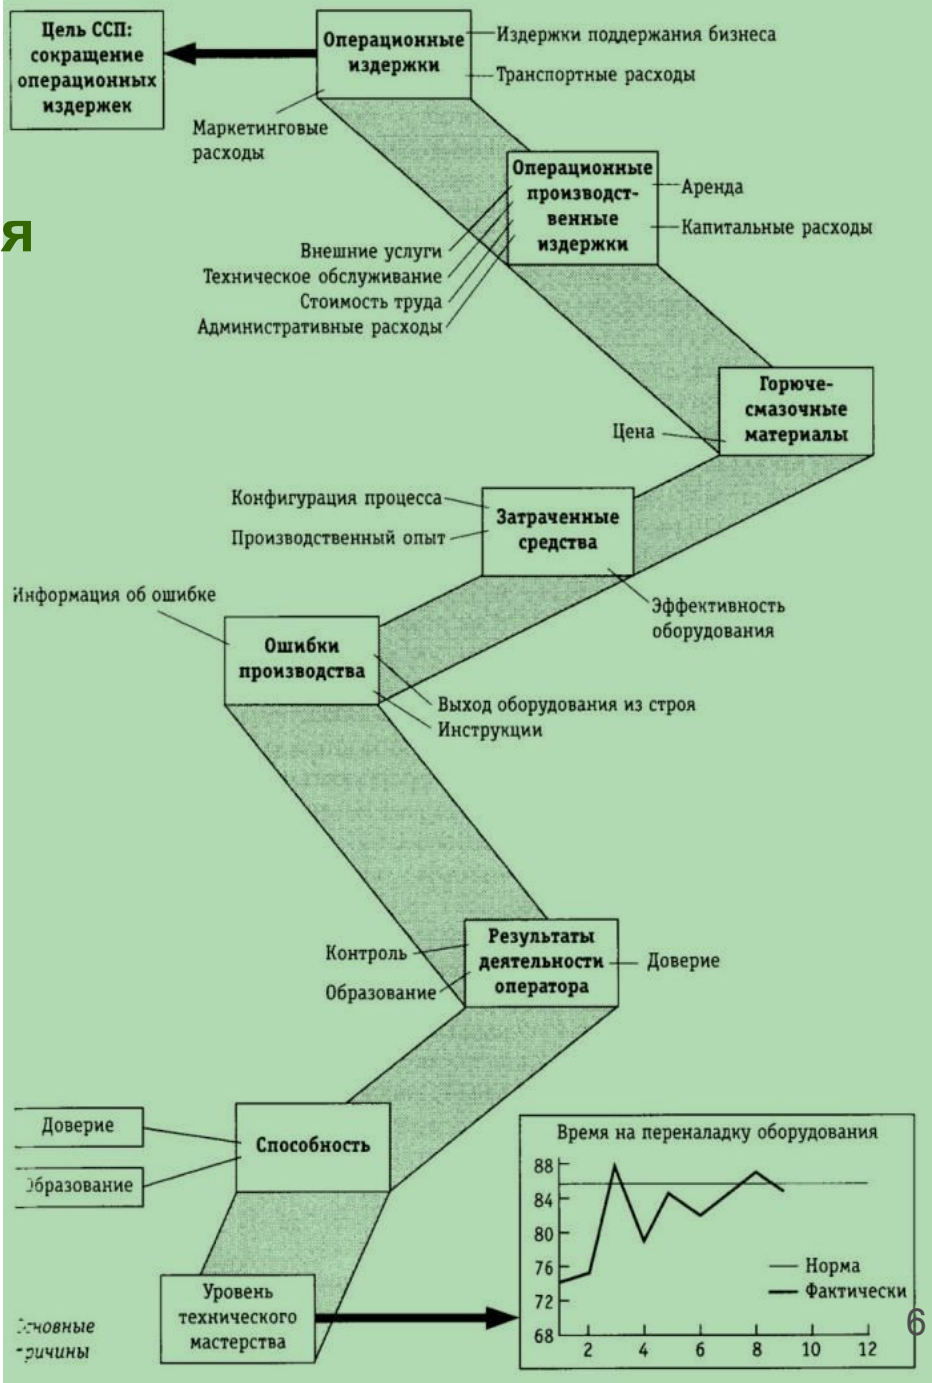 Цель ССП:
сокращение
операционных
издержек
Операционные
издержки
Издержки поддержания бизнеса
Транспортные расходы
Маркетинговые
расходы
Операционные
производст-
венные
издержки
Аренда
Капитальные расходы
я
Внешние услуги
Техническое обслуживание
Стоимость труда
Административные расходы
Горюче-
смазочные
материалы
Цена
Конфигурация процесса
Производственный опыт
Затраченные
средства
Эффективность
оборудования
Информация об ошибке
Ошибки
производства
Выход оборудования из строя
Инструкции
Контроль
Образование
Результаты
деятельности
оператора
Доверие
Доверие
Образование
Способность
Уровень
технического
мастерства
Время на переналадку оборудования
88
84
80
76
72
68
2 4 6 8 10 12
Норма
Фактически
6